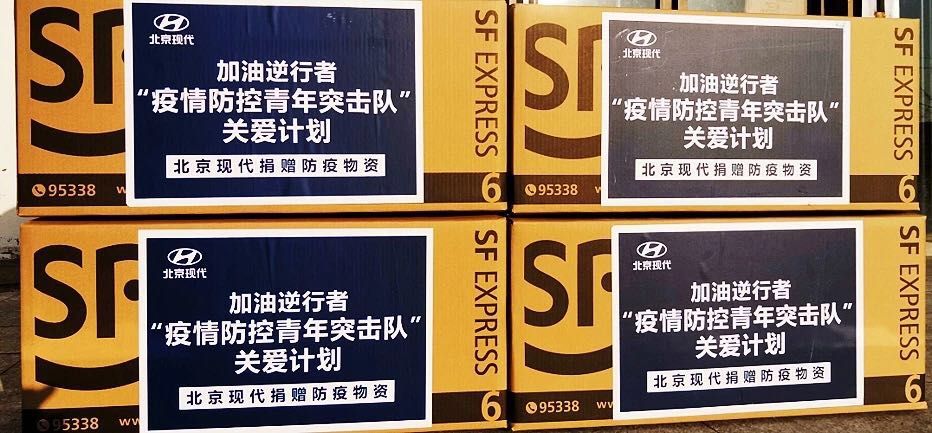 SF
北京现代
加油逆行者
“疫情防控青年突击队”
关爱计划
北京现代捐赠防疫物资
SF EXPRESS
95338
6
SF
北京现代
加油逆行者
“疫情防控青年突击队”
关爱计划
北京现代捐赠防疫物资
SF EXPRESS
95338 w
6
SF
北京现代
加油逆行者
“疫情防控青年突击队”
关爱计划
北京现代捐赠防疫物资
SF EXPRESS
95338
6
SF
北京现代
加油逆行者
“疫情防控青年突击队”
关爱计划
北京现代捐赠防疫物资
SF EXPRESS
95338 ww
6